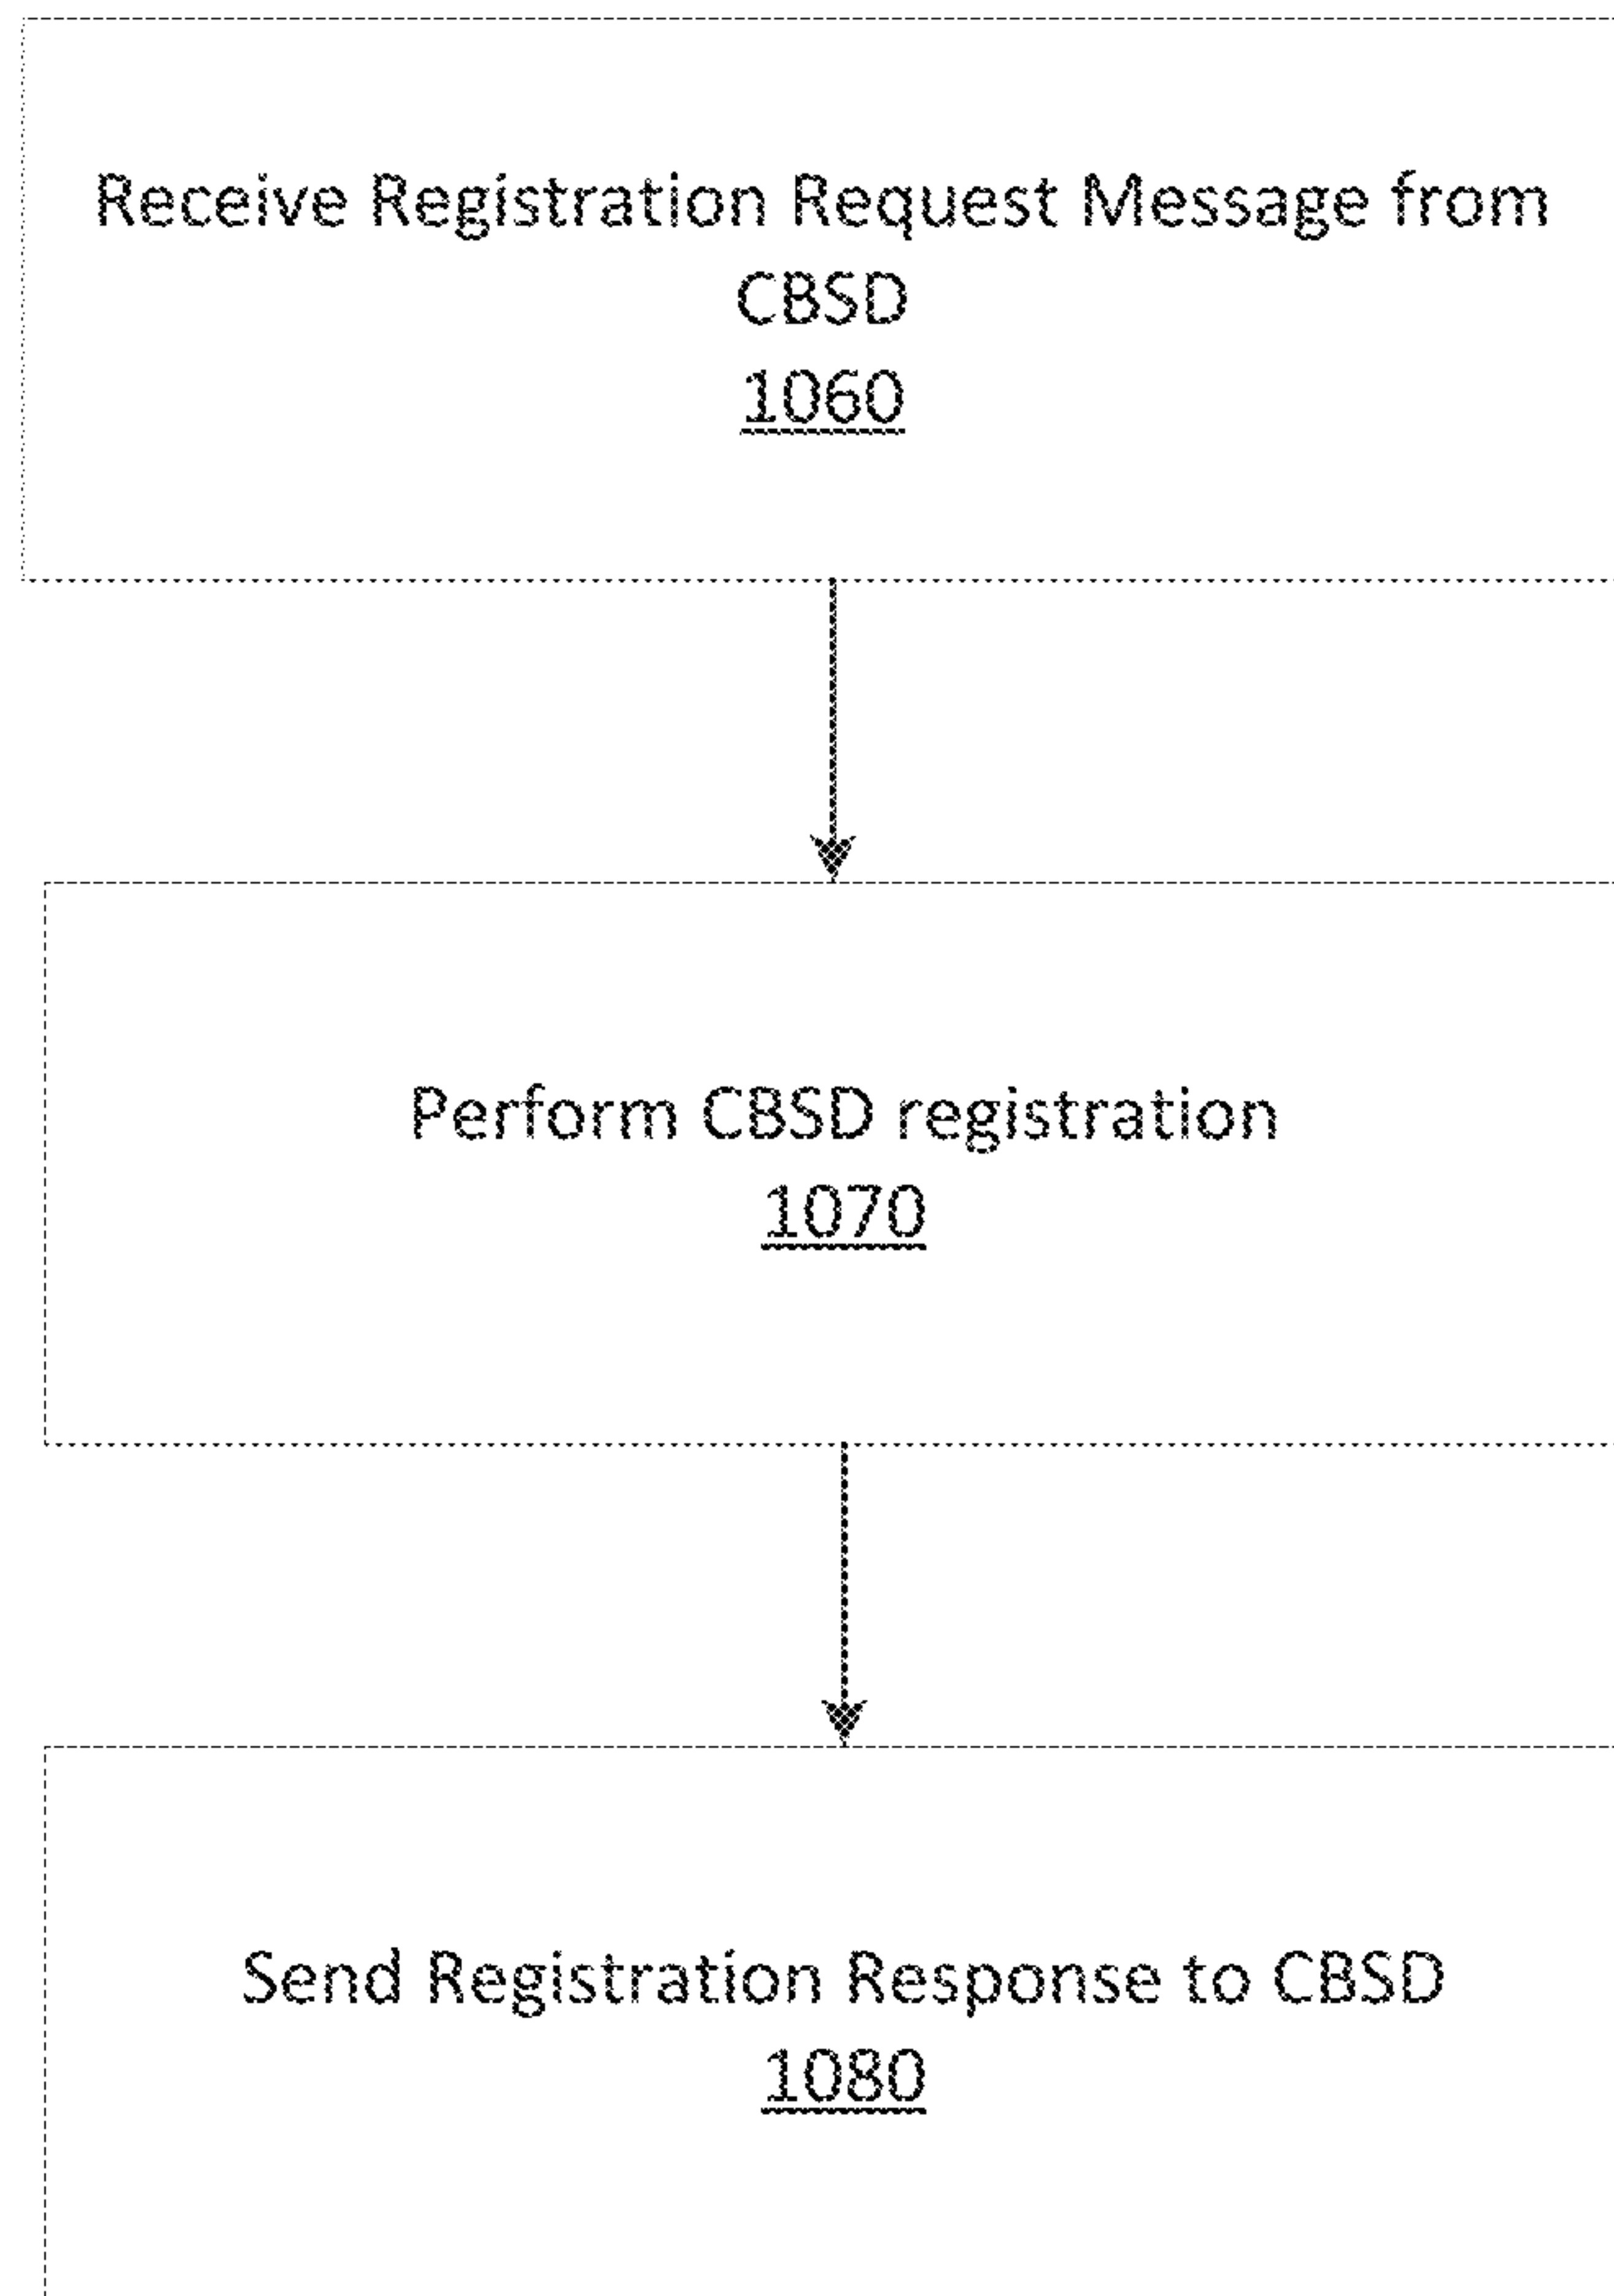 Receive Registration Request Message from
CBSD
1060
Perform CBSD registration
1070
Send Registration Response to CBSD
1080